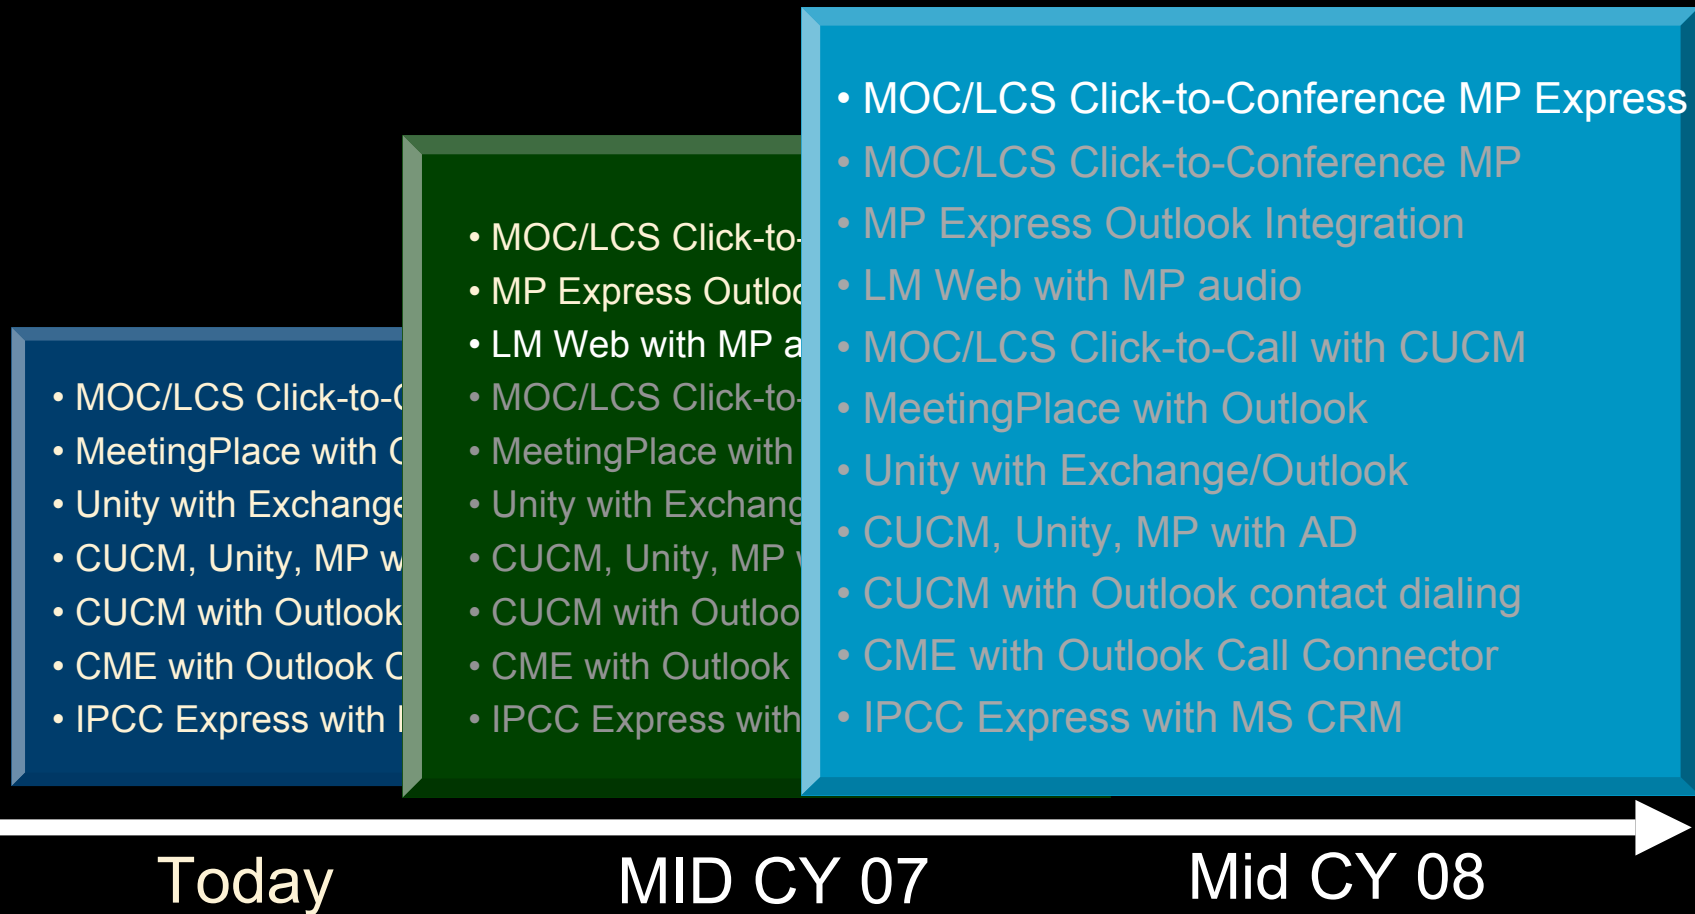 • MOC/LCS Click-to-
• MeetingPlace with
• Unity with Exchange
• CUCM, Unity, MP
• CUCM with Outlook
• CME with Outlook
• IPCC Express with
• MOC/LCS Click-to-
• MP Express
• LM Web with MP
• MOC/LCS Click-to-
• MeetingPlace with
• Unity with
• CUCM, Unity, MP
• CUCM with
• CME with Outlook
• IPCC Express with
• MOC/LCS Click-to-Conference MP Express
• MOC/LCS Click-to-Conference MP
• MP Express Outlook Integration
• LM Web with MP audio
• MOC/LCS Click-to-Call with CUCM
• MeetingPlace with Outlook
• Unity with Exchange/Outlook
• CUCM, Unity, MP with AD
• CUCM with Outlook contact dialing
• CME with Outlook Call Connector
• IPCC Express with MS CRM
Today
MID CY 07
Mid CY 08